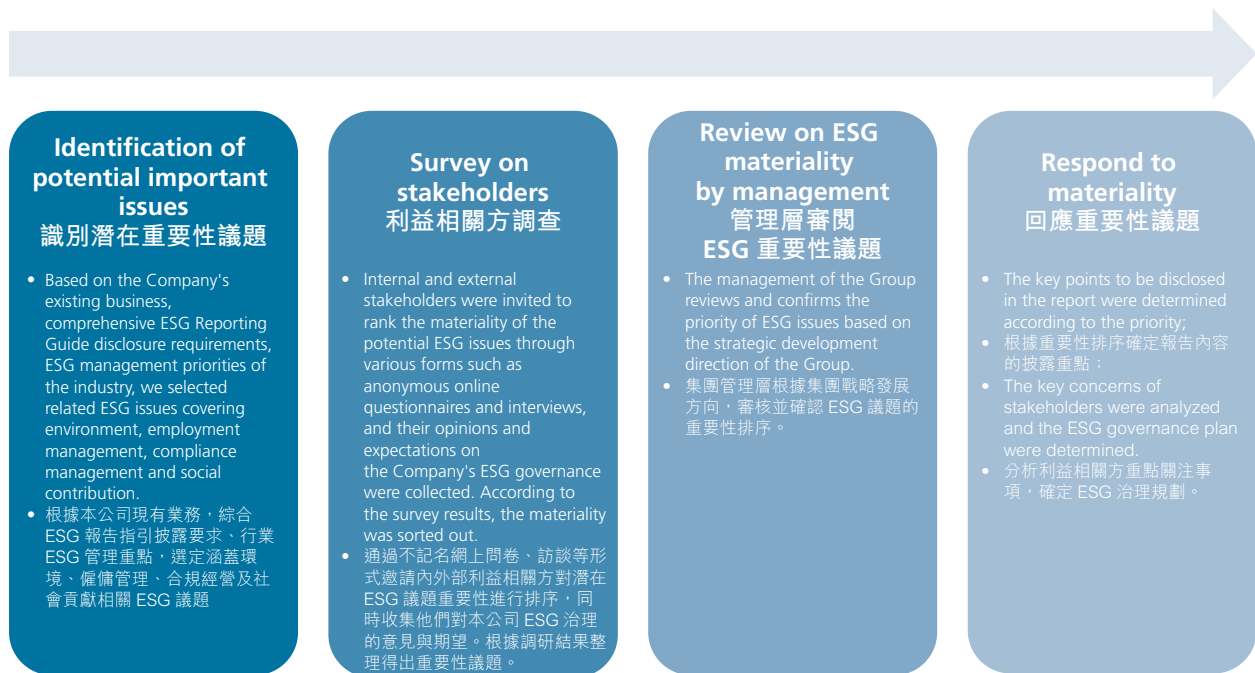 Identification of
potential important
issues
識別潛在重要性議題
• Based on the Company's
existing business,
comprehensive ESG Reporting
Guide disclosure requirements,
ESG management priorities of
the industry, we selected
related ESG issues covering
environment, employment
management, compliance
management and social
contribution.
• 根據本公司現有業務，綜合
ESG 報告指引披露要求、行業
ESG 管理重點，選定涵蓋環
境、僱傭管理、合規經營及社
會貢獻相關 ESG 議題
Survey on
stakeholders
利益相關方調查
• Internal and external
stakeholders were invited to
rank the materiality of the
potential ESG issues through
various forms such as
anonymous online
questionnaires and interviews,
and their opinions and
expectations on
the Company's ESG governance
were collected. According to
the survey results, the materiality
was sorted out.
• 通過不記名網上問卷、訪談等形
式邀請內外部利益相關方對潛在
ESG 議題重要性進行排序，同
時收集他們對本公司 ESG 治理
的意見與期望。根據調研結果整
理得出重要性議題。
Review on ESG
materiality
by management
管理層審閱
ESG 重要性議題
• The management of the Group
reviews and confirms the
priority of ESG issues based on
the strategic development
direction of the Group.
• 集團管理層根據集團戰略發展
方向，審核並確認 ESG 議題的
重要性排序。
Respond to
materiality
回應重要性議題
• The key points to be disclosed
in the report were determined
according to the priority;
• 根據重要性排序確定報告內容
的披露重點；
• The key concerns of
stakeholders were analyzed
and the ESG governance plan
were determined.
• 分析利益相關方重點關注事
項，確定 ESG 治理規劃。